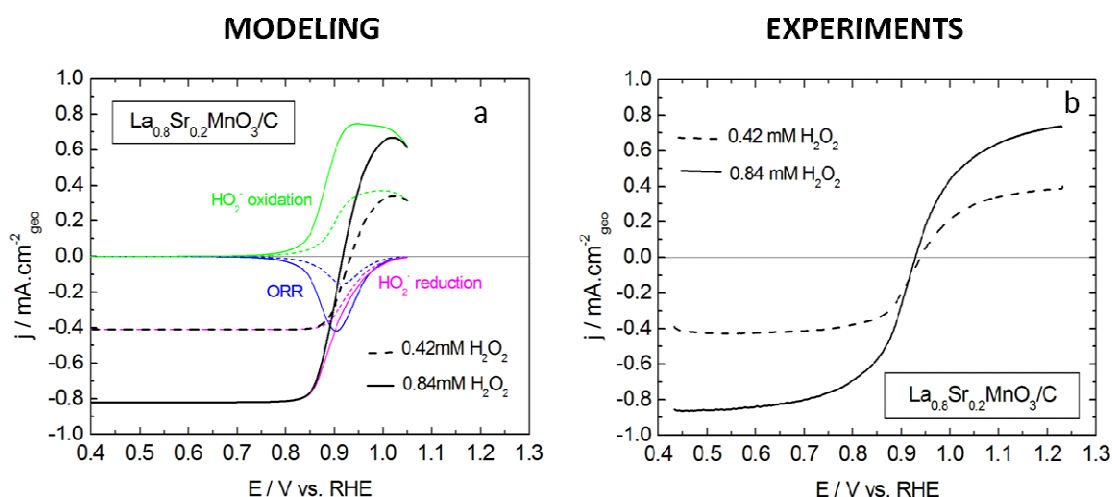 MODELING
EXPERIMENTS
a
La₀.₈Sr₀.₂MnO₃/C
HO₂⁻ oxidation
ORR
HO₂⁻ reduction
0.42mM H₂O₂
0.84mM H₂O₂
1.0
0.8
0.6
0.4
0.2
0.0
-0.2
-0.4
-0.6
-0.8
-1.0
j / mA.cm⁻²geo
0.4 0.5 0.6 0.7 0.8 0.9 1.0 1.1 1.2 1.3
E / V vs. RHE
b
0.42 mM H₂O₂
0.84 mM H₂O₂
La₀.₈Sr₀.₂MnO₃/C
1.0
0.8
0.6
0.4
0.2
0.0
-0.2
-0.4
-0.6
-0.8
-1.0
j / mA.cm⁻²geo
0.4 0.5 0.6 0.7 0.8 0.9 1.0 1.1 1.2 1.3
E / V vs. RHE